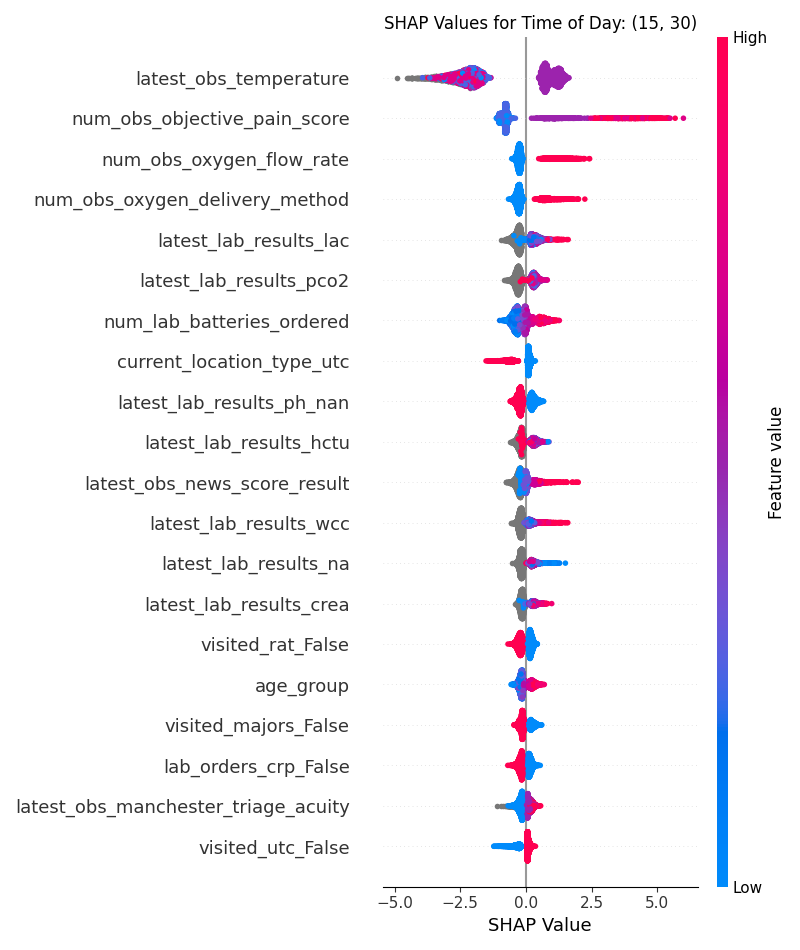 SHAP Values for Time of Day: (15, 30)
High
latest_obs_temperature
num_obs_objective_pain_score
num_obs_oxygen_flow_rate
num_obs_oxygen_delivery_method
latest_lab_results_lac
latest_lab_results_pco2
num_lab_batteries_ordered
current_location_type_utc
latest_lab_results_ph_nan
latest_lab_results_hctu
latest_obs_news_score_result
latest_lab_results_wcc
latest_lab_results_na
latest_lab_results_crea
visited_rat_False
age_group
visited_majors_False
lab_orders_crp_False
latest_obs_manchester_triage_acuity
visited_utc_False
Feature value
Low
−5.0 −2.5 0.0 2.5 5.0
SHAP Value